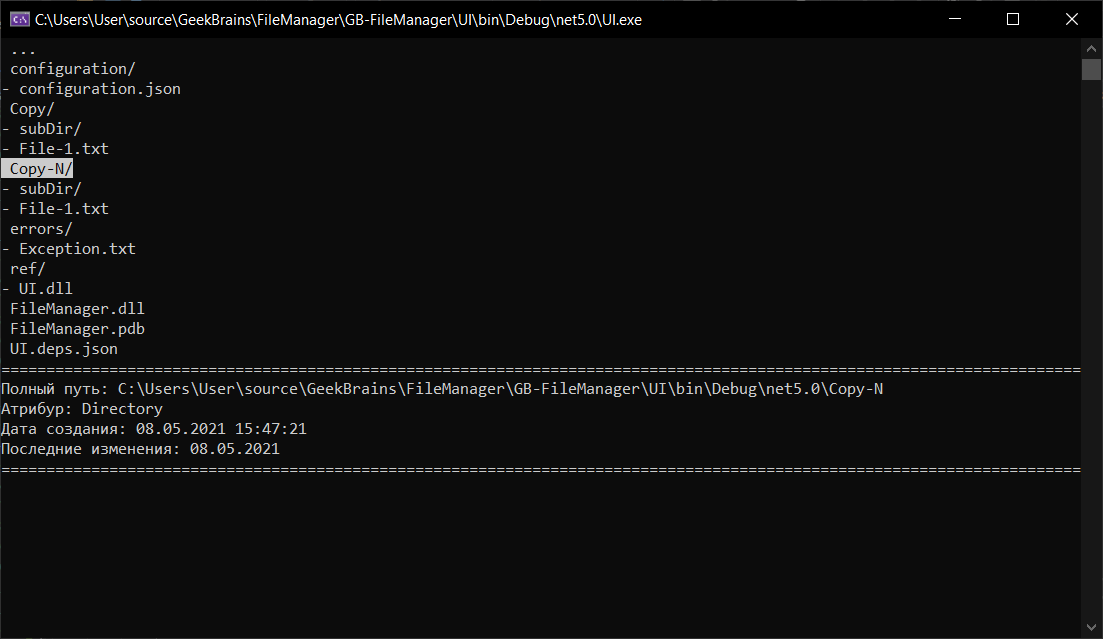 C:\Users\User\source\GeekBrains\FileManager\GB-FileManager\UI\bin\Debug\net5.0\UI.exe
...
configuration/
- configuration.json
Copy/
- subDir/
- File-1.txt
Copy-N/
- subDir/
- File-1.txt
errors/
- Exception.txt
ref/
- UI.dll
FileManager.dll
FileManager.pdb
UI.deps.json
========================================================================================================================
Полный путь: C:\Users\User\source\GeekBrains\FileManager\GB-FileManager\UI\bin\Debug\net5.0\Copy-N
Атрибур: Directory
Дата создания: 08.05.2021 15:47:21
Последние изменения: 08.05.2021
========================================================================================================================